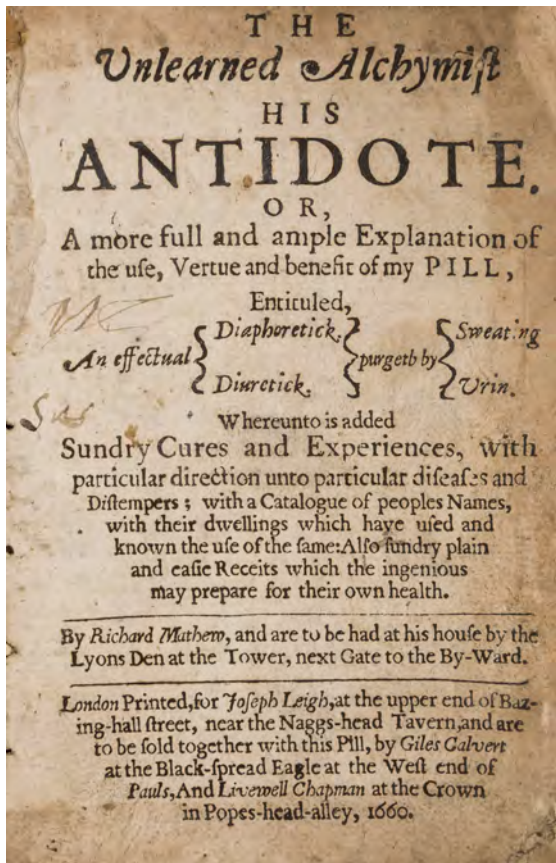 THE
Unlearned Alchymiſt
HIS
ANTIDOTE.
OR,
A more full and ample Explanation of
the uſe, Vertue and benefit of my PILL,
Entituled,
An effectual { Diaphoretick. } purgeth by { Sweating
{ Diuretick. } { Urin.
Whereunto is added
Sundry Cures and Experiences, with
particular direction unto particular diſeaſes and
Diſtempers; with a Catalogue of peoples Names,
with their dwellings which have uſed and
known the uſe of the ſame: Alſo ſundry plain
and eaſie Receits which the ingenious
may prepare for their own health.
By Richard Mathew, and are to be had at his houſe by the
Lyons Den at the Tower, next Gate to the By-Ward.
London Printed, for Joſeph Leigh, at the upper end of Baz-
ing-hall ſtreet, near the Naggs-head Tavern, and are
to be ſold together with this Pill, by Giles Calvert
at the Black-ſpread Eagle at the Weſt end of
Pauls, And Livewell Chapman at the Crown
in Popes-head-alley, 1660.